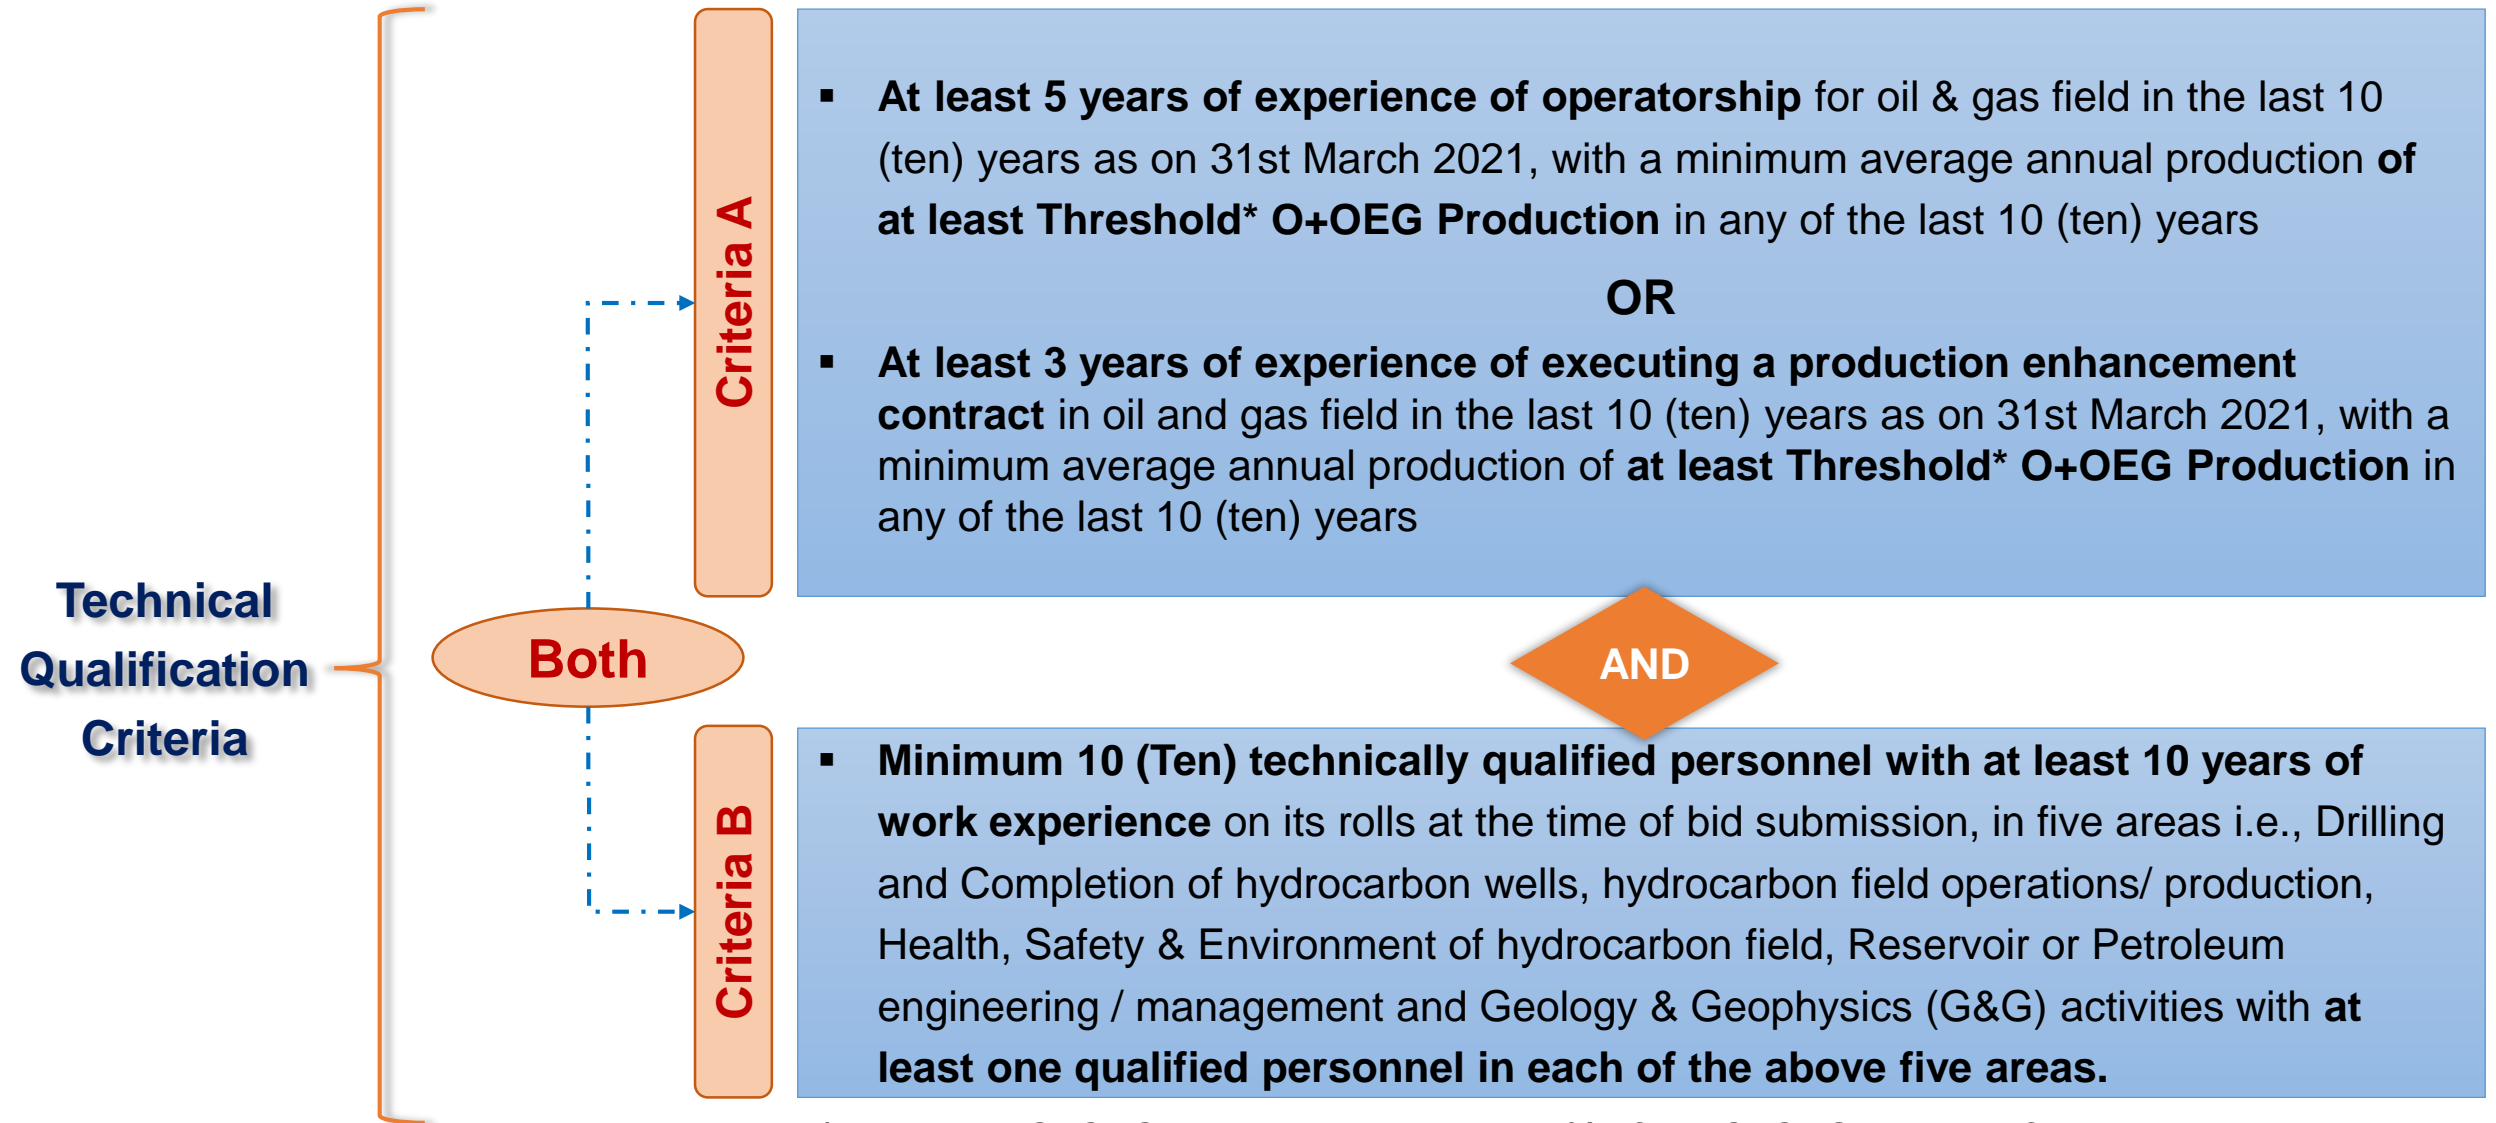 Technical
Qualification
Criteria
Both
Criteria A
▪ At least 5 years of experience of operatorship for oil & gas field in the last 10
(ten) years as on 31st March 2021, with a minimum average annual production of
at least Threshold* O+OEG Production in any of the last 10 (ten) years
OR
▪ At least 3 years of experience of executing a production enhancement
contract in oil and gas field in the last 10 (ten) years as on 31st March 2021, with a
minimum average annual production of at least Threshold* O+OEG Production in
any of the last 10 (ten) years
AND
Criteria B
▪ Minimum 10 (Ten) technically qualified personnel with at least 10 years of
work experience on its rolls at the time of bid submission, in five areas i.e., Drilling
and Completion of hydrocarbon wells, hydrocarbon field operations/ production,
Health, Safety & Environment of hydrocarbon field, Reservoir or Petroleum
engineering / management and Geology & Geophysics (G&G) activities with at
least one qualified personnel in each of the above five areas.